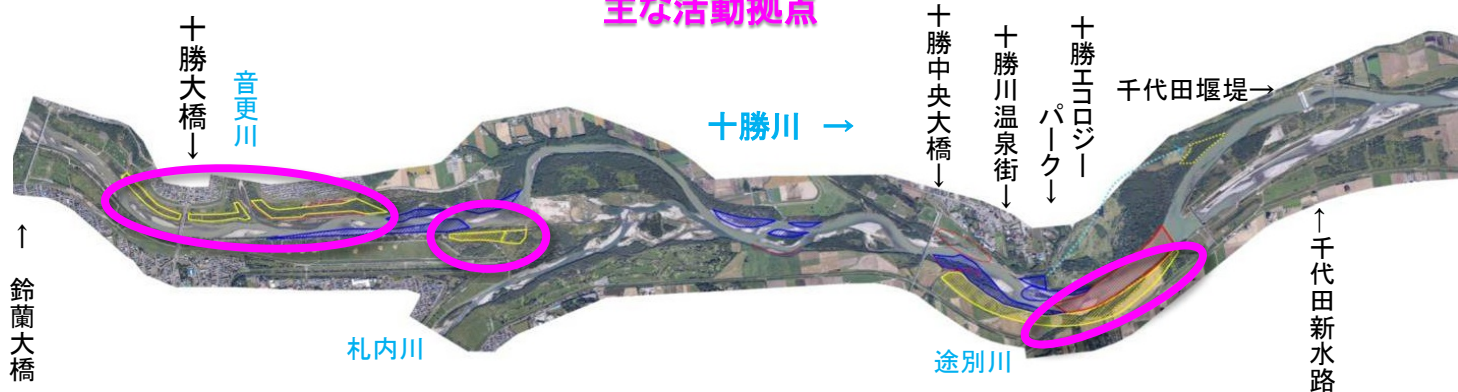 主な活動拠点
十勝大橋↓
音更川
十勝川 →
十勝中央大橋↓
十勝川温泉街↓
十勝エコロジー
パーク↓
千代田堰堤→
↑ 鈴蘭大橋
札内川
途別川
↑千代田新水路